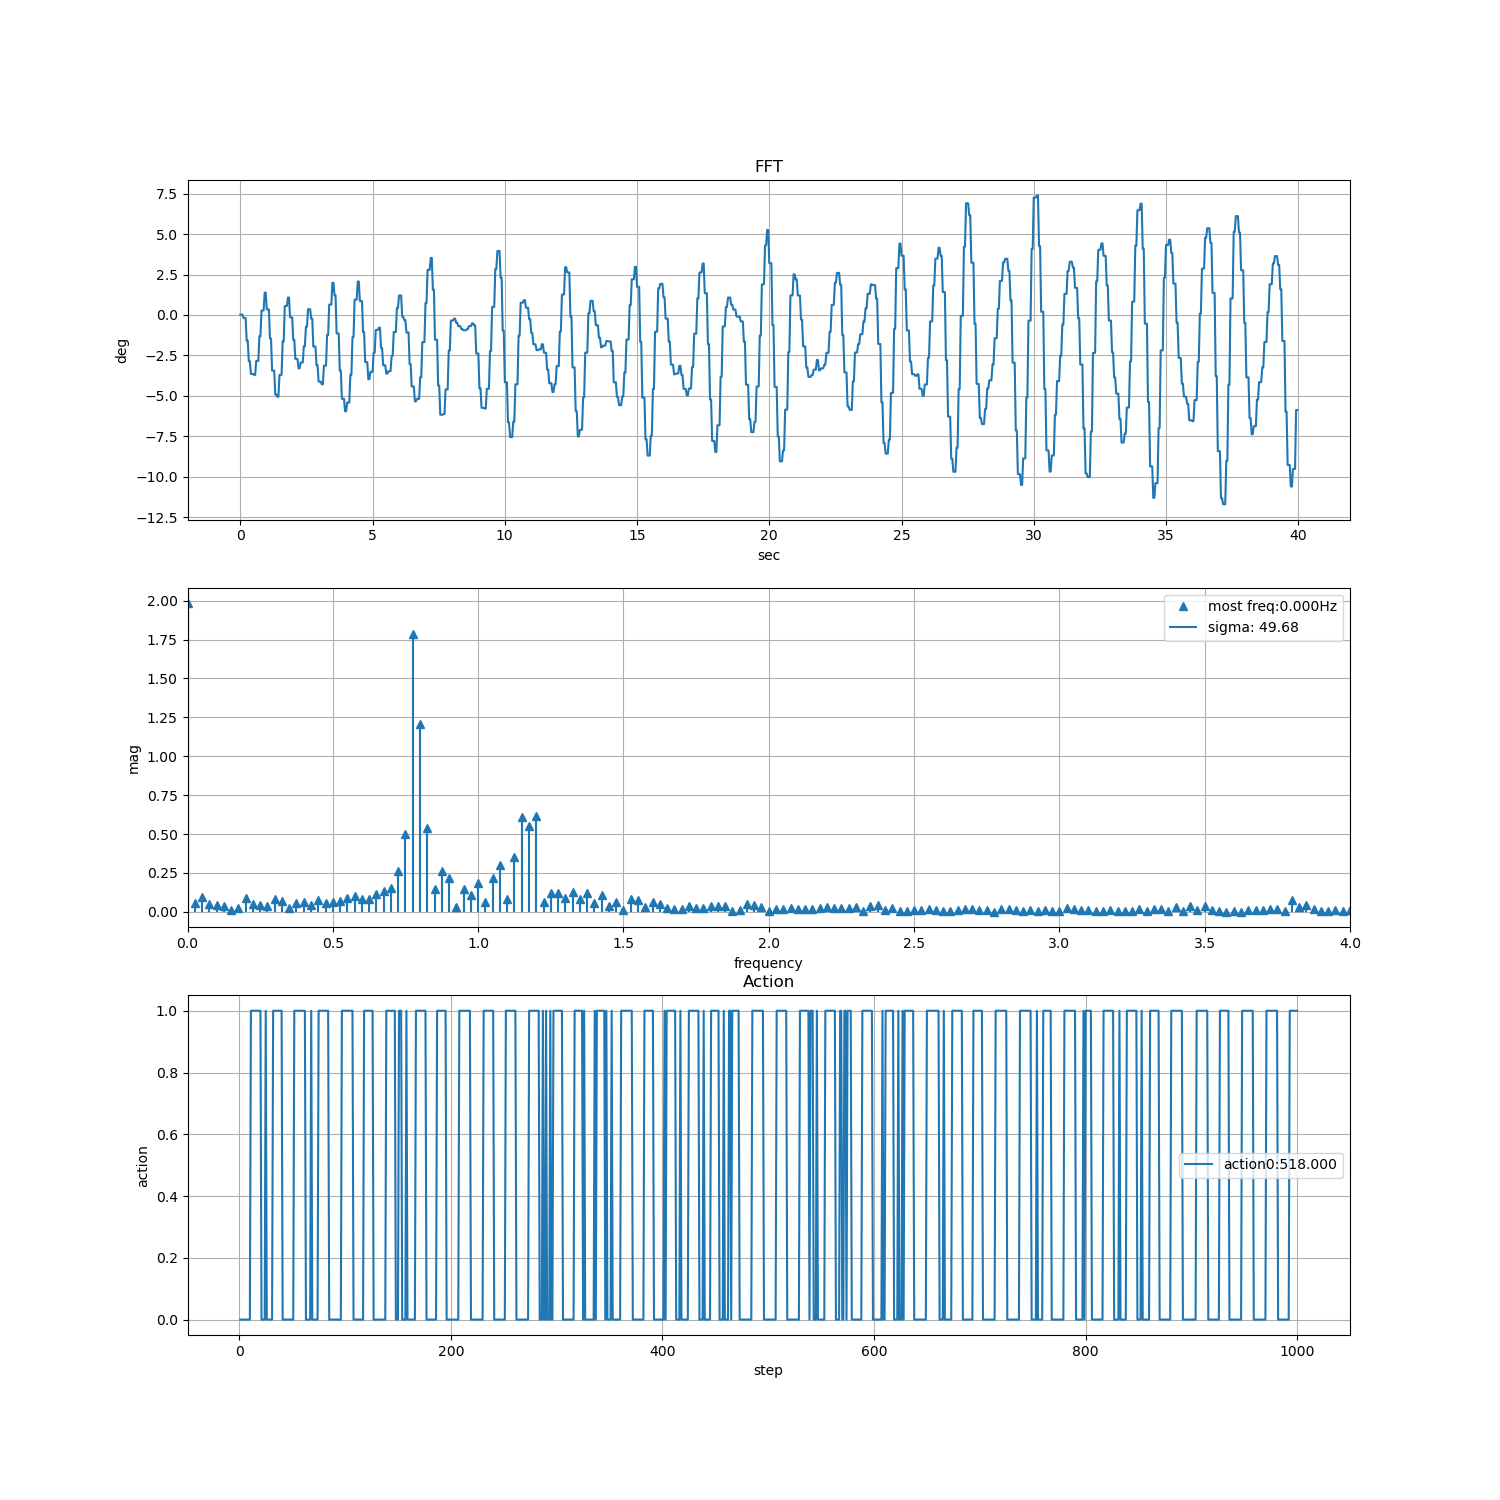 FFT
7.5
5.0
2.5
0.0
−2.5
−5.0
−7.5
−10.0
−12.5
deg
0 5 10 15 20 25 30 35 40
sec
2.00
1.75
1.50
1.25
1.00
0.75
0.50
0.25
0.00
mag
most freq:0.000Hz
sigma: 49.68
0.0 0.5 1.0 1.5 2.0 2.5 3.0 3.5 4.0
frequency
Action
1.0
0.8
0.6
0.4
0.2
0.0
action
action0:518.000
0 200 400 600 800 1000
step